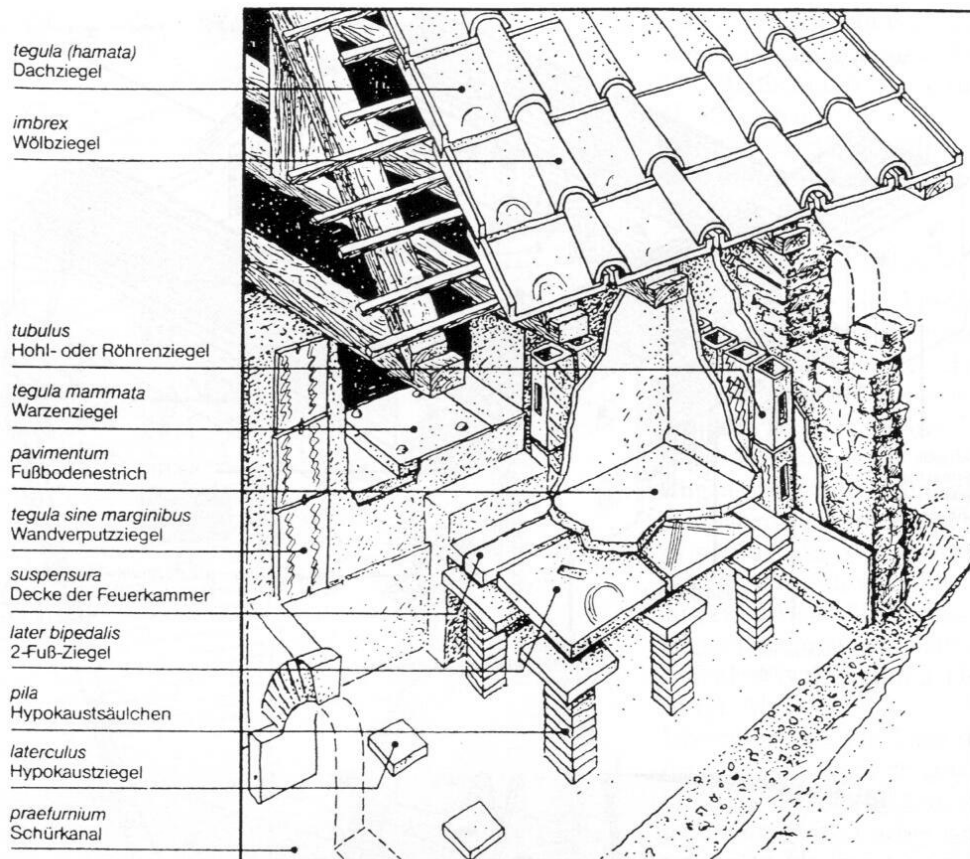 tegula (hamata)
Dachziegel
imbrex
Wölbziegel
tubulus
Hohl- oder Röhrenziegel
tegula mammata
Warzenziegel
pavimentum
Fußbodenestrich
tegula sine marginibus
Wandverputzziegel
suspensura
Decke der Feuerkammer
later bipedalis
2-Fuß-Ziegel
pila
Hypokaustsäulchen
laterculus
Hypokaustziegel
praefurnium
Schürkanal